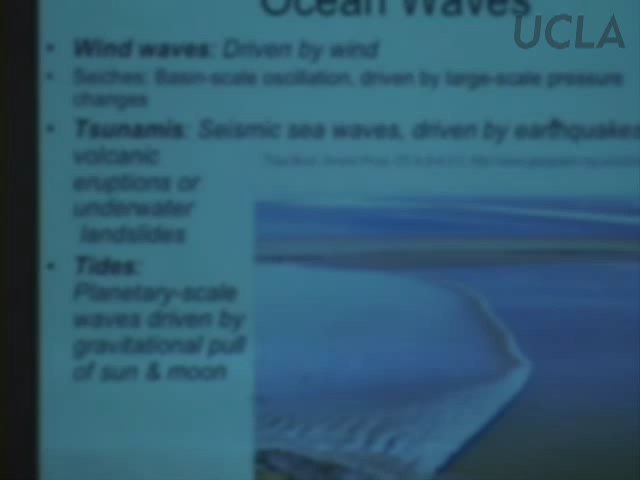 Ocean Waves
UCLA
• Wind waves: Driven by wind
• Seiches: Basin-scale oscillation, driven by large-scale pressure
changes
• Tsunamis: Seismic sea waves, driven by earthquakes
volcanic
eruptions or
underwater
landslides
• Tides:
Planetary-scale
waves driven by
gravitational pull
of sun & moon